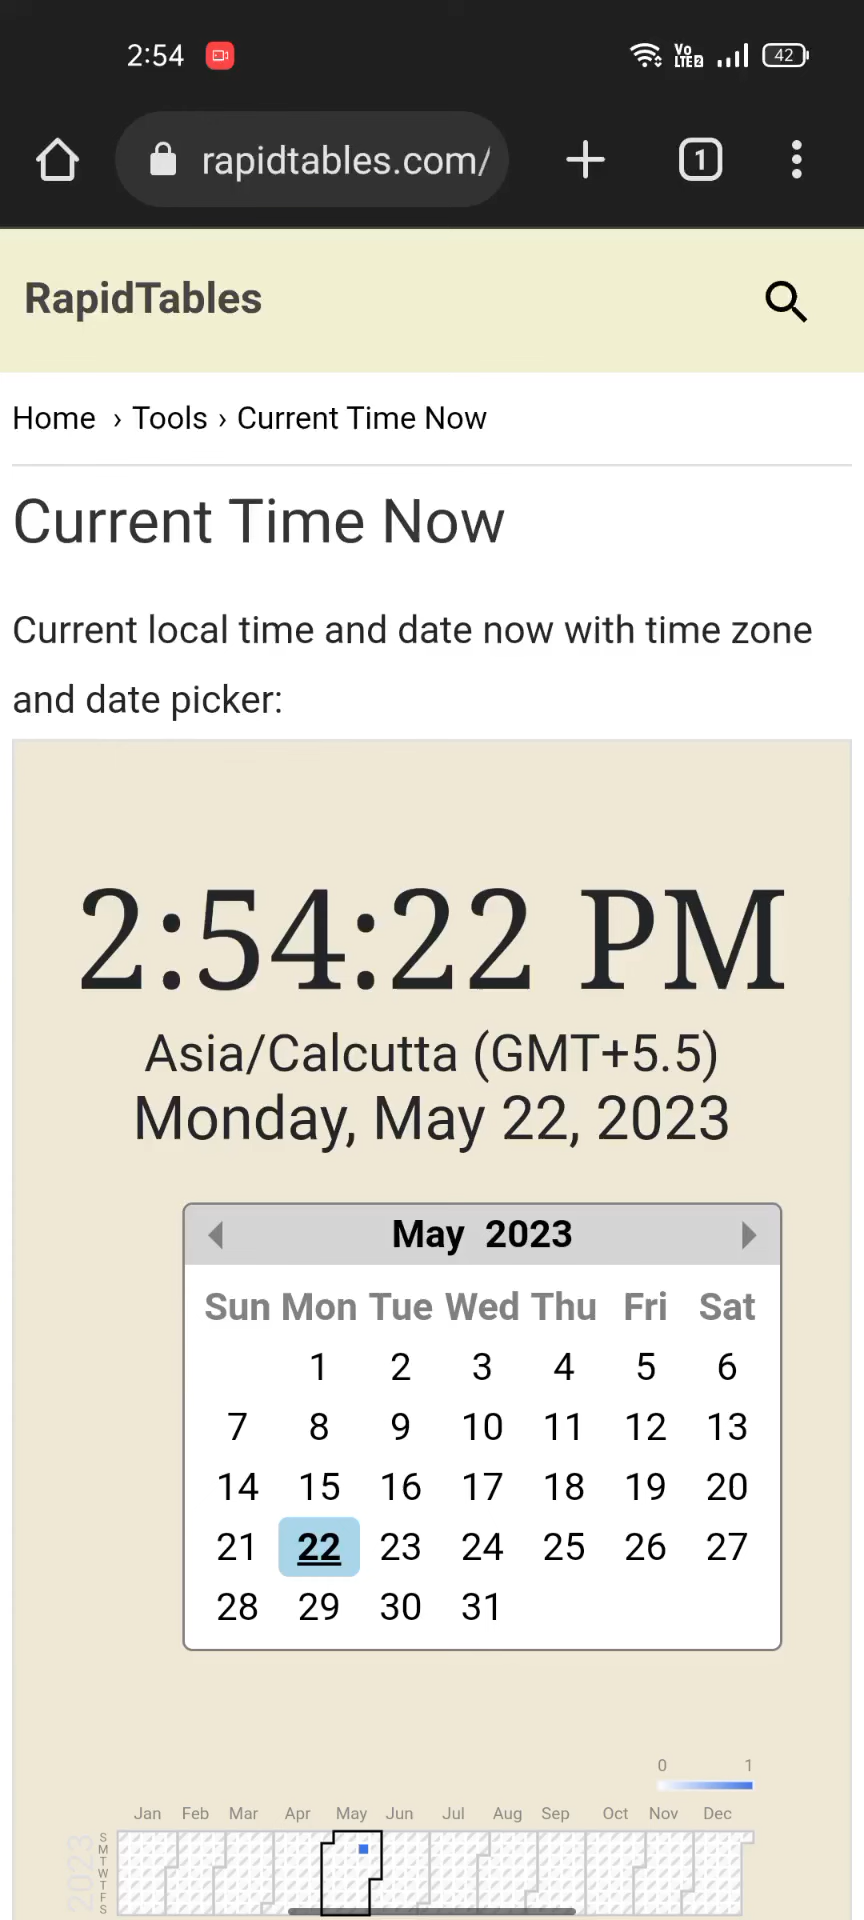 2:54
Vo
LTE2
42
rapidtables.com/
1
RapidTables
Home › Tools › Current Time Now
Current Time Now
Current local time and date now with time zone
and date picker:
2:54:22 PM
Asia/Calcutta (GMT+5.5)
Monday, May 22, 2023
May 2023
Sun Mon Tue Wed Thu Fri Sat
1 2 3 4 5 6
7 8 9 10 11 12 13
14 15 16 17 18 19 20
21 22 23 24 25 26 27
28 29 30 31
0 1
Jan Feb Mar Apr May Jun Jul Aug Sep Oct Nov Dec
2023
S
M
T
W
T
F
S